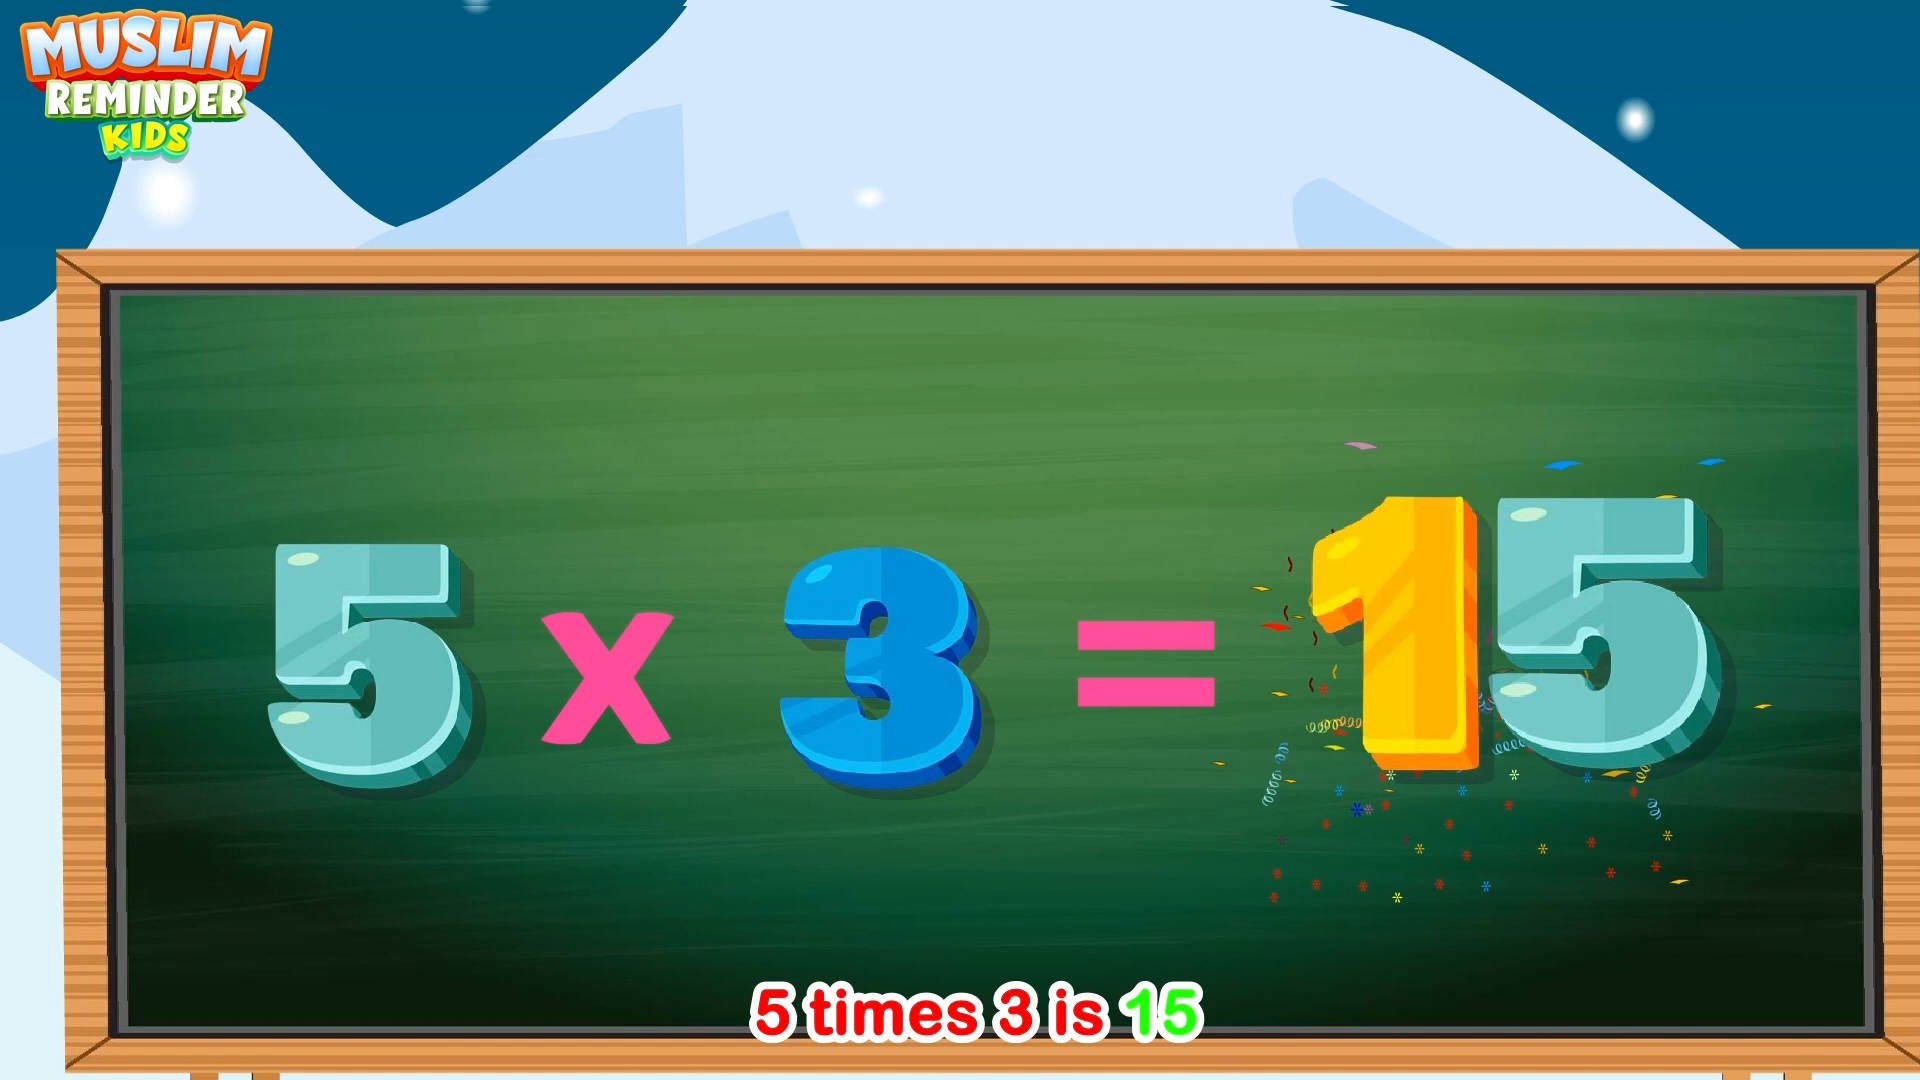 MUSLIM
REMINDER
KIDS
5 x 3 = 15
5 times 3 is 15